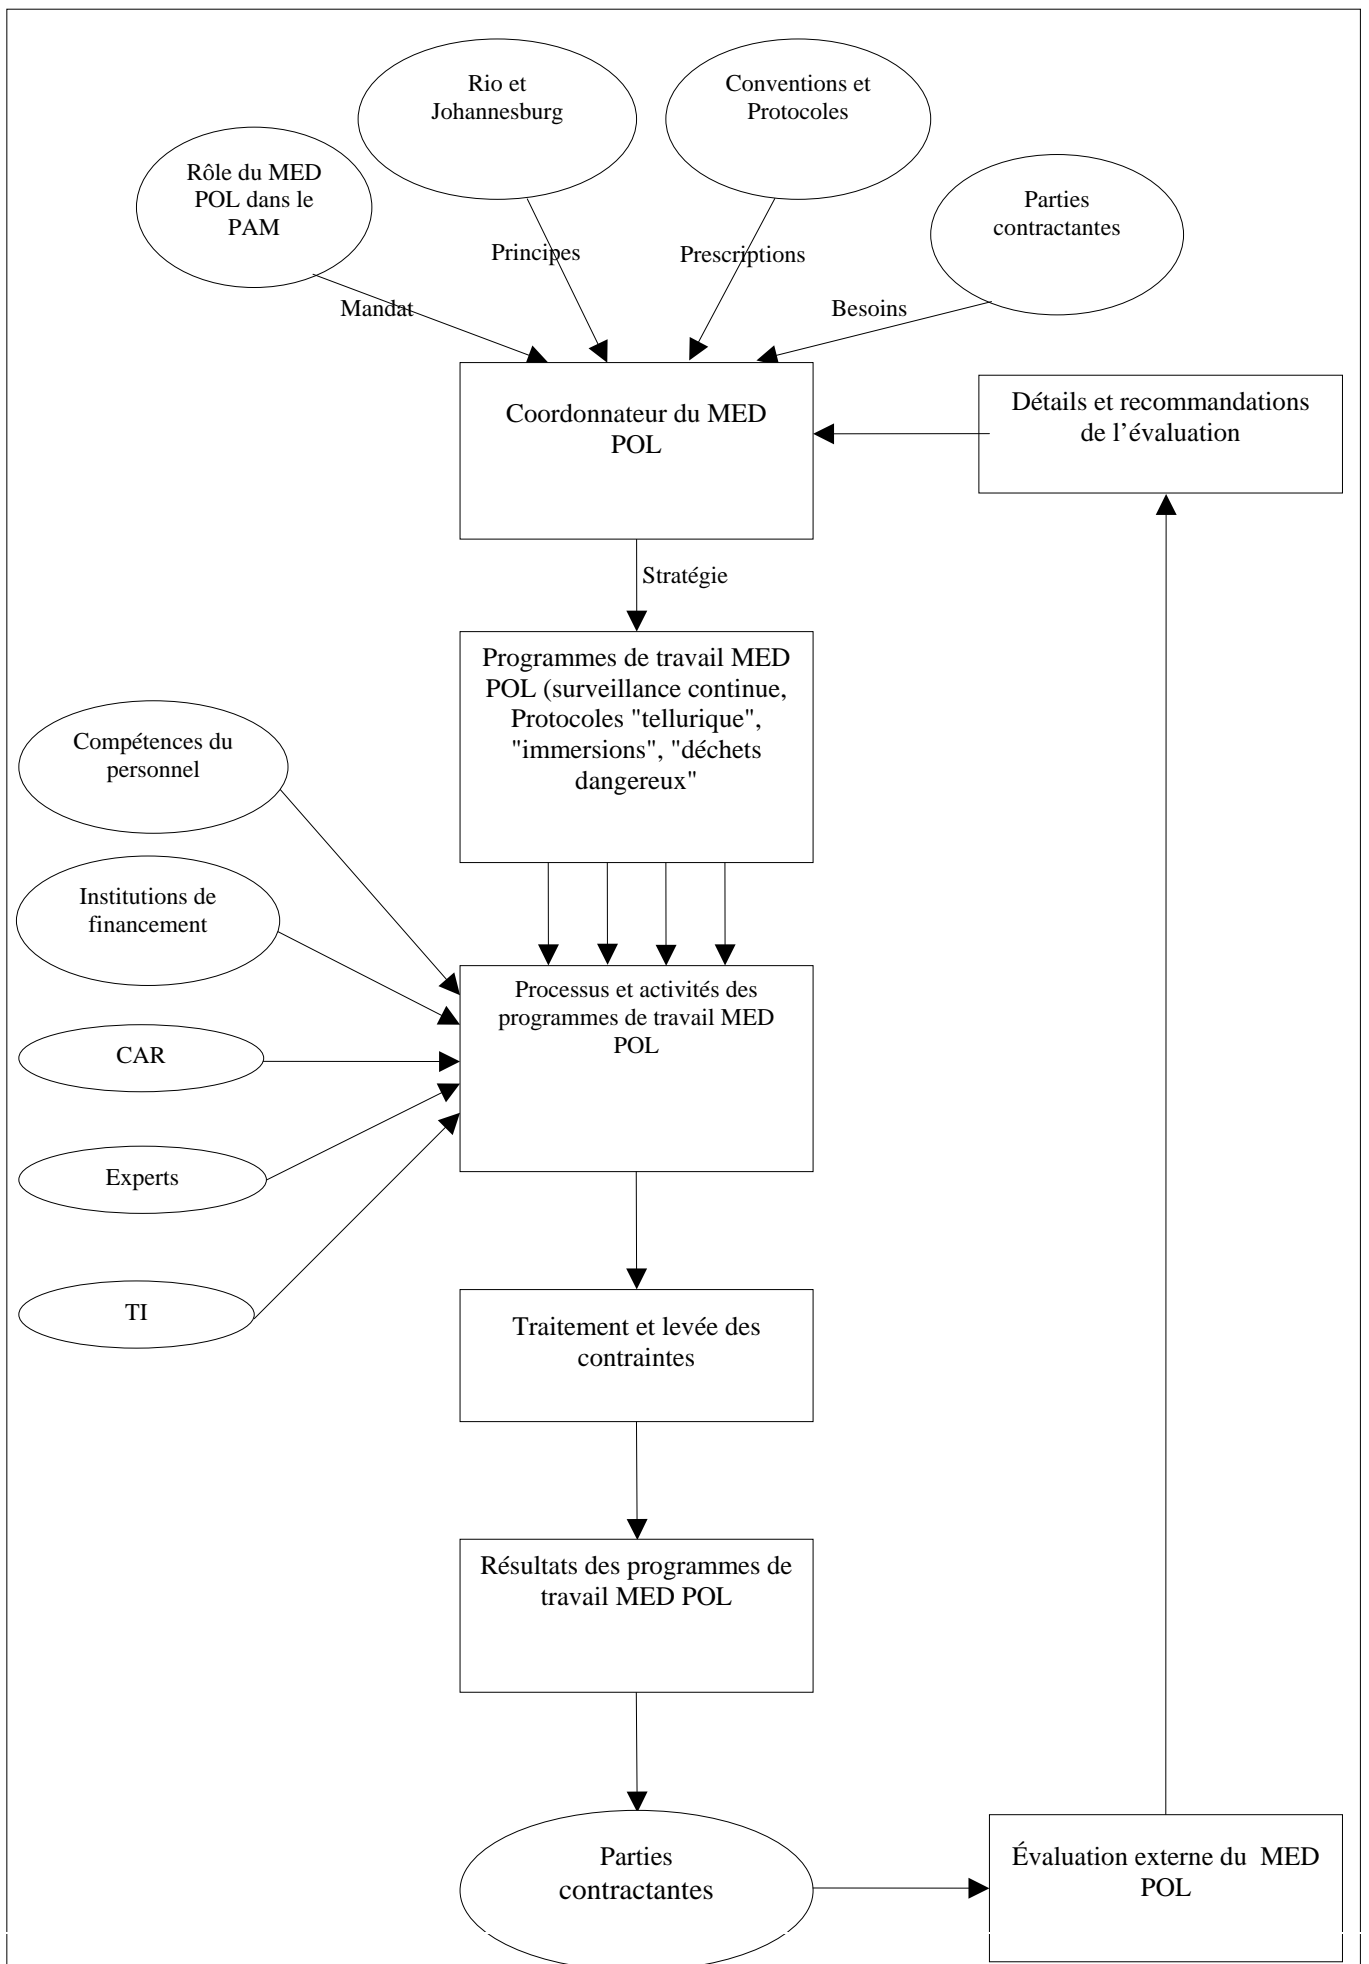 Rio et
Johannesburg
Conventions et
Protocoles
Rôle du MED
POL dans le
PAM
Parties
contractantes
Principes
Prescriptions
Mandat
Besoins
Coordonnateur du MED
POL
Détails et recommandations
de l’évaluation
Stratégie
Programmes de travail MED
POL (surveillance continue,
Protocoles "tellurique",
"immersions", "déchets
dangereux"
Compétences du
personnel
Institutions de
financement
CAR
Experts
TI
Processus et activités des
programmes de travail MED
POL
Traitement et levée des
contraintes
Résultats des programmes de
travail MED POL
Parties
contractantes
Évaluation externe du  MED
POL